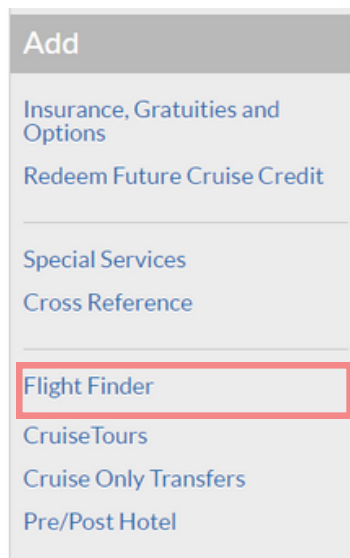 Add
Insurance, Gratuities and
Options
Redeem Future Cruise Credit
Special Services
Cross Reference
Flight Finder
CruiseTours
Cruise Only Transfers
Pre/Post Hotel